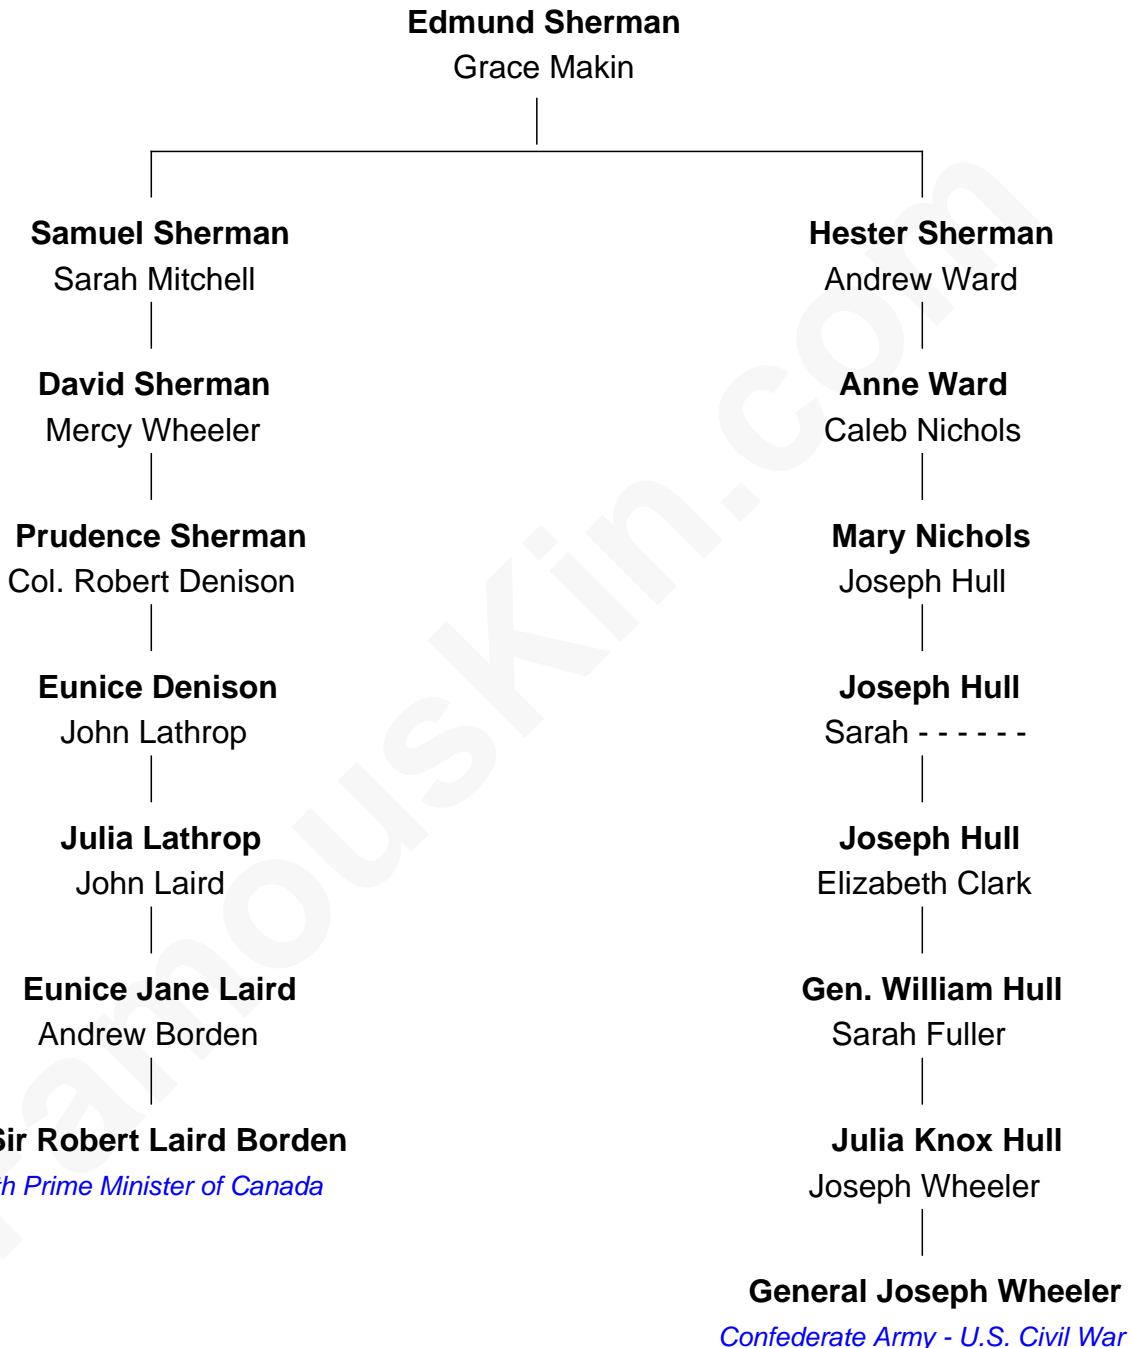 Edmund Sherman
Grace Makin
Samuel Sherman
Sarah Mitchell
David Sherman
Mercy Wheeler
Prudence Sherman
Col. Robert Denison
Eunice Denison
John Lathrop
Julia Lathrop
John Laird
Eunice Jane Laird
Andrew Borden
Sir Robert Laird Borden
Prime Minister of Canada
Hester Sherman
Andrew Ward
Anne Ward
Caleb Nichols
Mary Nichols
Joseph Hull
Joseph Hull
Sarah - - - - - -
Joseph Hull
Elizabeth Clark
Gen. William Hull
Sarah Fuller
Julia Knox Hull
Joseph Wheeler
General Joseph Wheeler
Confederate Army - U.S. Civil War
FamousKin.com